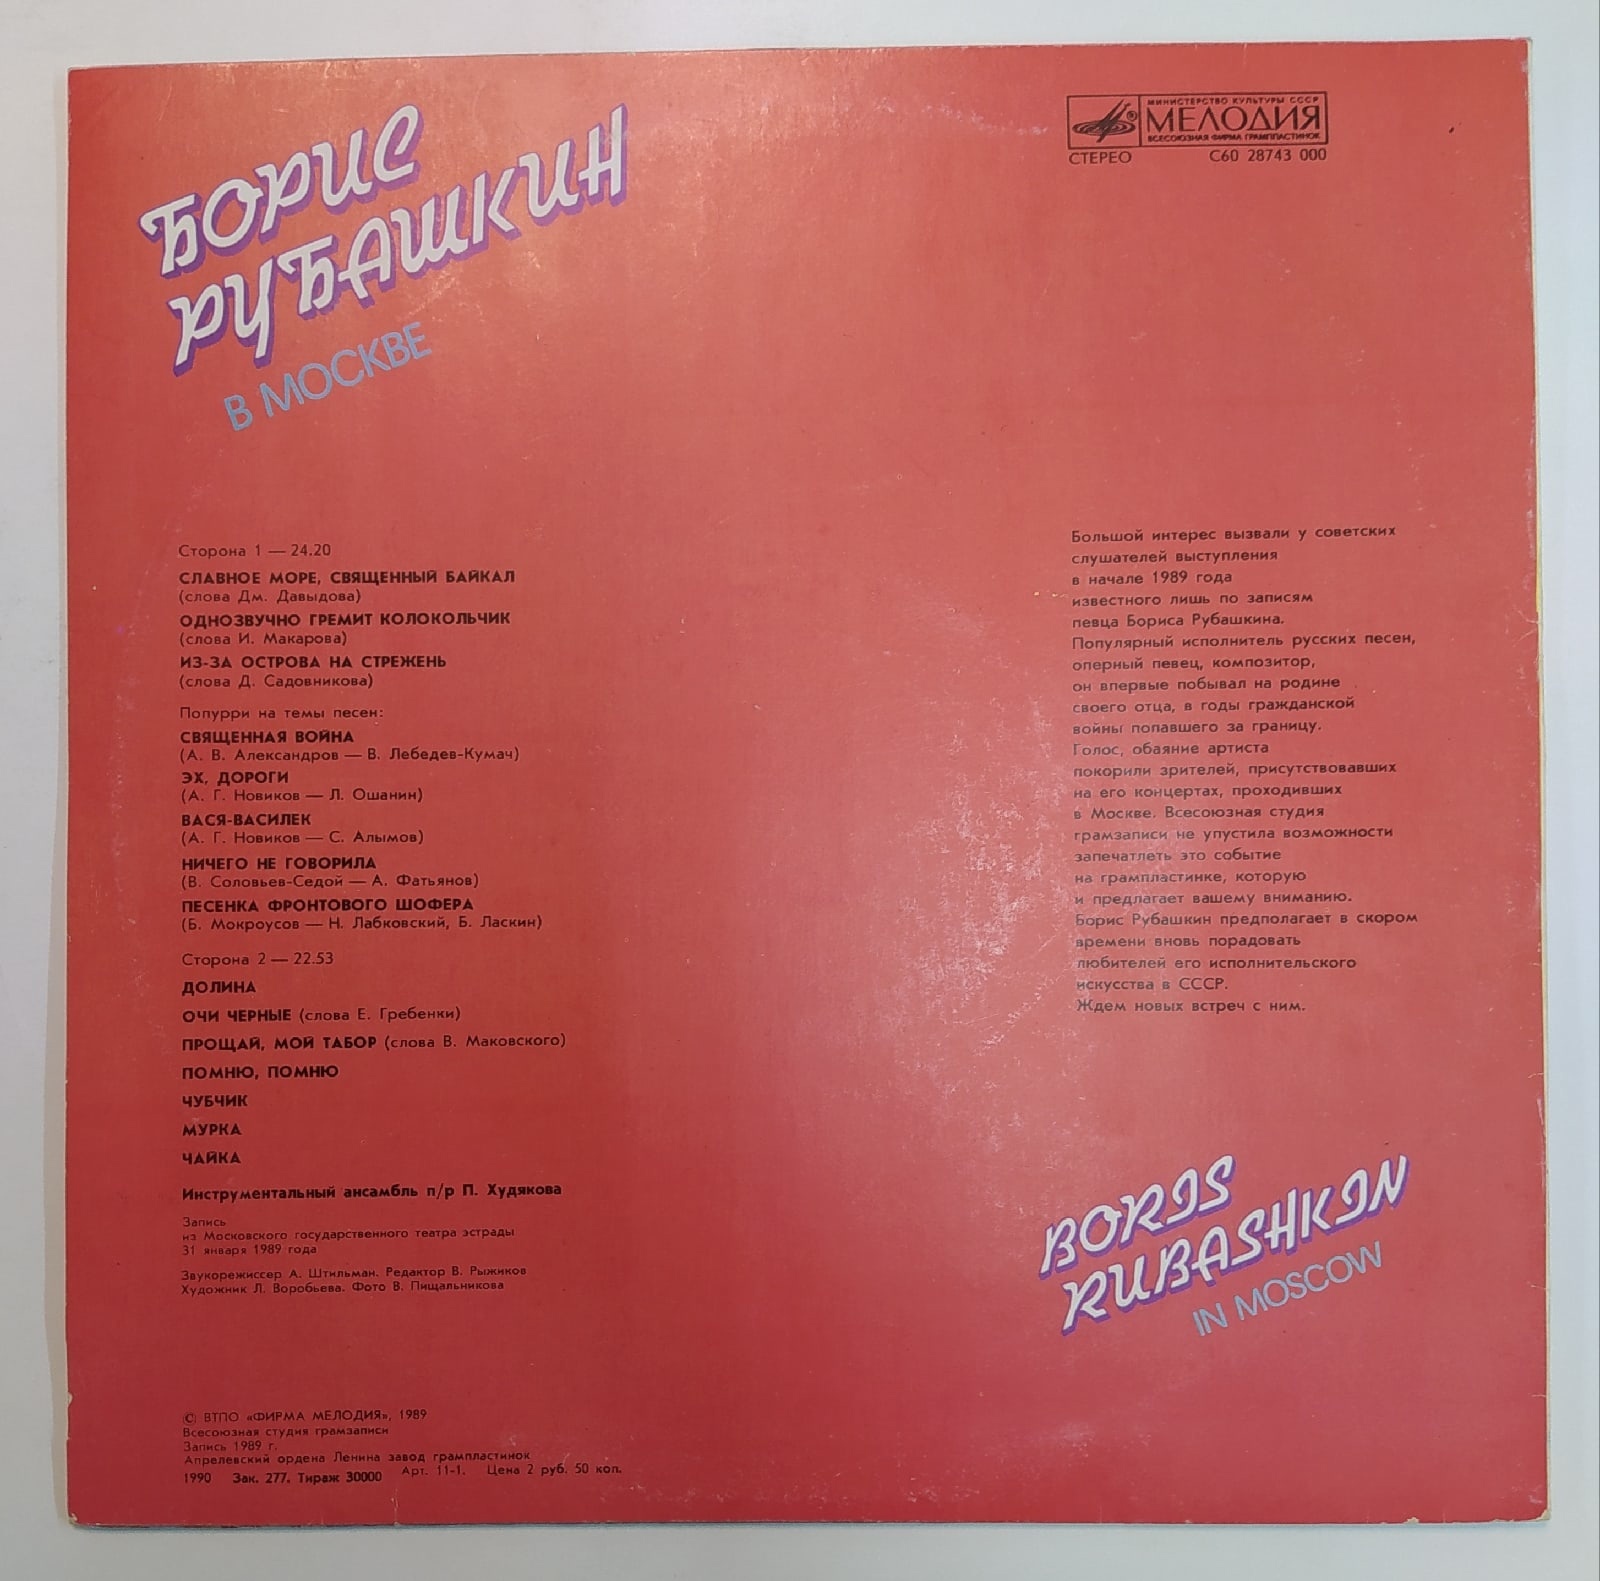 БОРИС
РУБАШКИН
В МОСКВЕ
МИНИСТЕРСТВО КУЛЬТУРЫ СССР
МЕЛОДИЯ
ВСЕСОЮЗНАЯ ФИРМА ГРАМПЛАСТИНОК
СТЕРЕО С60 28743 000
Сторона 1 — 24.20
СЛАВНОЕ МОРЕ, СВЯЩЕННЫЙ БАЙКАЛ
(слова Дм. Давыдова)
ОДНОЗВУЧНО ГРЕМИТ КОЛОКОЛЬЧИК
(слова И. Макарова)
ИЗ-ЗА ОСТРОВА НА СТРЕЖЕНЬ
(слова Д. Садовникова)
Попурри на темы песен:
СВЯЩЕННАЯ ВОЙНА
(А. В. Александров — В. Лебедев-Кумач)
ЭХ, ДОРОГИ
(А. Г. Новиков — Л. Ошанин)
ВАСЯ-ВАСИЛЕК
(А. Г. Новиков — С. Алымов)
НИЧЕГО НЕ ГОВОРИЛА
(В. Соловьев-Седой — А. Фатьянов)
ПЕСЕНКА ФРОНТОВОГО ШОФЕРА
(Б. Мокроусов — Н. Лабковский, Б. Ласкин)
Сторона 2 — 22.53
ДОЛИНА
ОЧИ ЧЕРНЫЕ (слова Е. Гребенки)
ПРОЩАЙ, МОЙ ТАБОР (слова В. Маковского)
ПОМНЮ, ПОМНЮ
ЧУБЧИК
МУРКА
ЧАЙКА
Инструментальный ансамбль п/р П. Худякова
Запись
из Московского государственного театра эстрады
31 января 1989 года
Звукорежиссер А. Штильман. Редактор В. Рыжиков
Художник Л. Воробьева. Фото В. Пищальникова
Большой интерес вызвали у советских
слушателей выступления
в начале 1989 года
известного лишь по записям
певца Бориса Рубашкина.
Популярный исполнитель русских песен,
оперный певец, композитор,
он впервые побывал на родине
своего отца, в годы гражданской
войны попавшего за границу.
Голос, обаяние артиста
покорили зрителей, присутствовавших
на его концертах, проходивших
в Москве. Всесоюзная студия
грамзаписи не упустила возможности
запечатлеть это событие
на грампластинке, которую
и предлагает вашему вниманию.
Борис Рубашкин предполагает в скором
времени вновь порадовать
любителей его исполнительского
искусства в СССР.
Ждем новых встреч с ним.
BORIS
RUBASHKIN
IN MOSCOW
© ВТПО «ФИРМА МЕЛОДИЯ», 1989
Всесоюзная студия грамзаписи
Запись 1989 г.
Апрелевский ордена Ленина завод грампластинок
1990 Зак. 277. Тираж 30000 Арт. 11-1. Цена 2 руб. 50 коп.